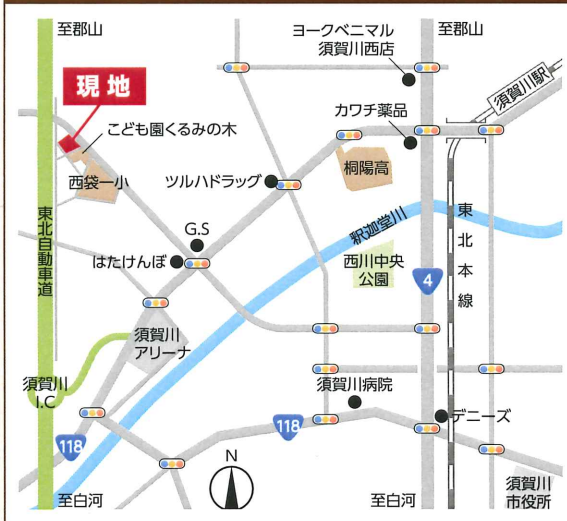 至郡山
ヨークベニマル
須賀川西店
至郡山
現地
須賀川駅
こども園くるみの木
カワチ薬品
西袋一小
ツルハドラッグ
桐陽高
東北自動車道
G.S
はたけんぼ
釈迦堂川
西川中央
公園
東北本線
4
須賀川
アリーナ
須賀川
I.C
須賀川病院
デニーズ
118
118
N
至白河
至白河
須賀川
市役所